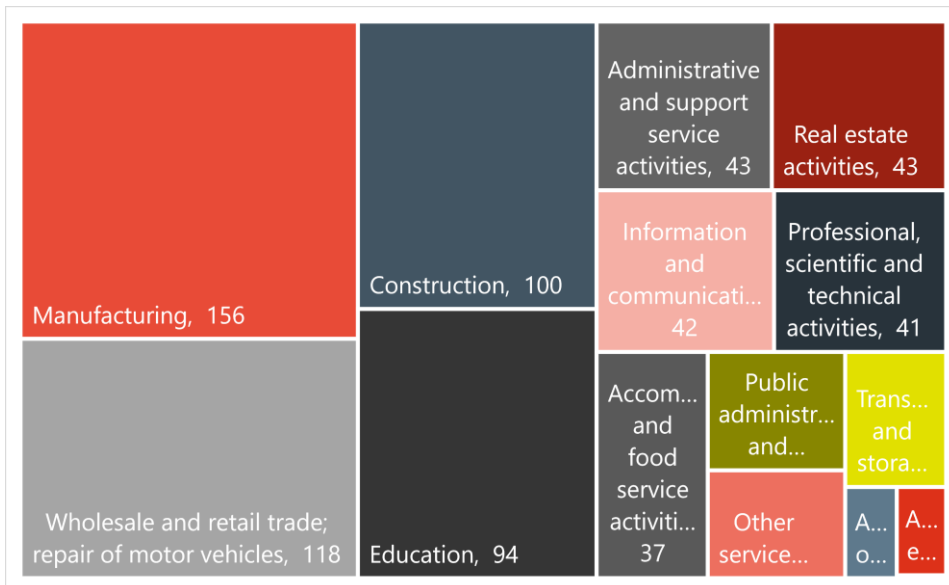 Manufacturing, 156
Wholesale and retail trade;
repair of motor vehicles, 118
Construction, 100
Education, 94
Administrative
and support
service
activities, 43
Real estate
activities, 43
Information
and
communicati...
42
Professional,
scientific and
technical
activities, 41
Accom...
and
food
service
activiti...
37
Public
administr...
and...
Other
service...
Trans...
and
stora...
A...
o...
A...
e...